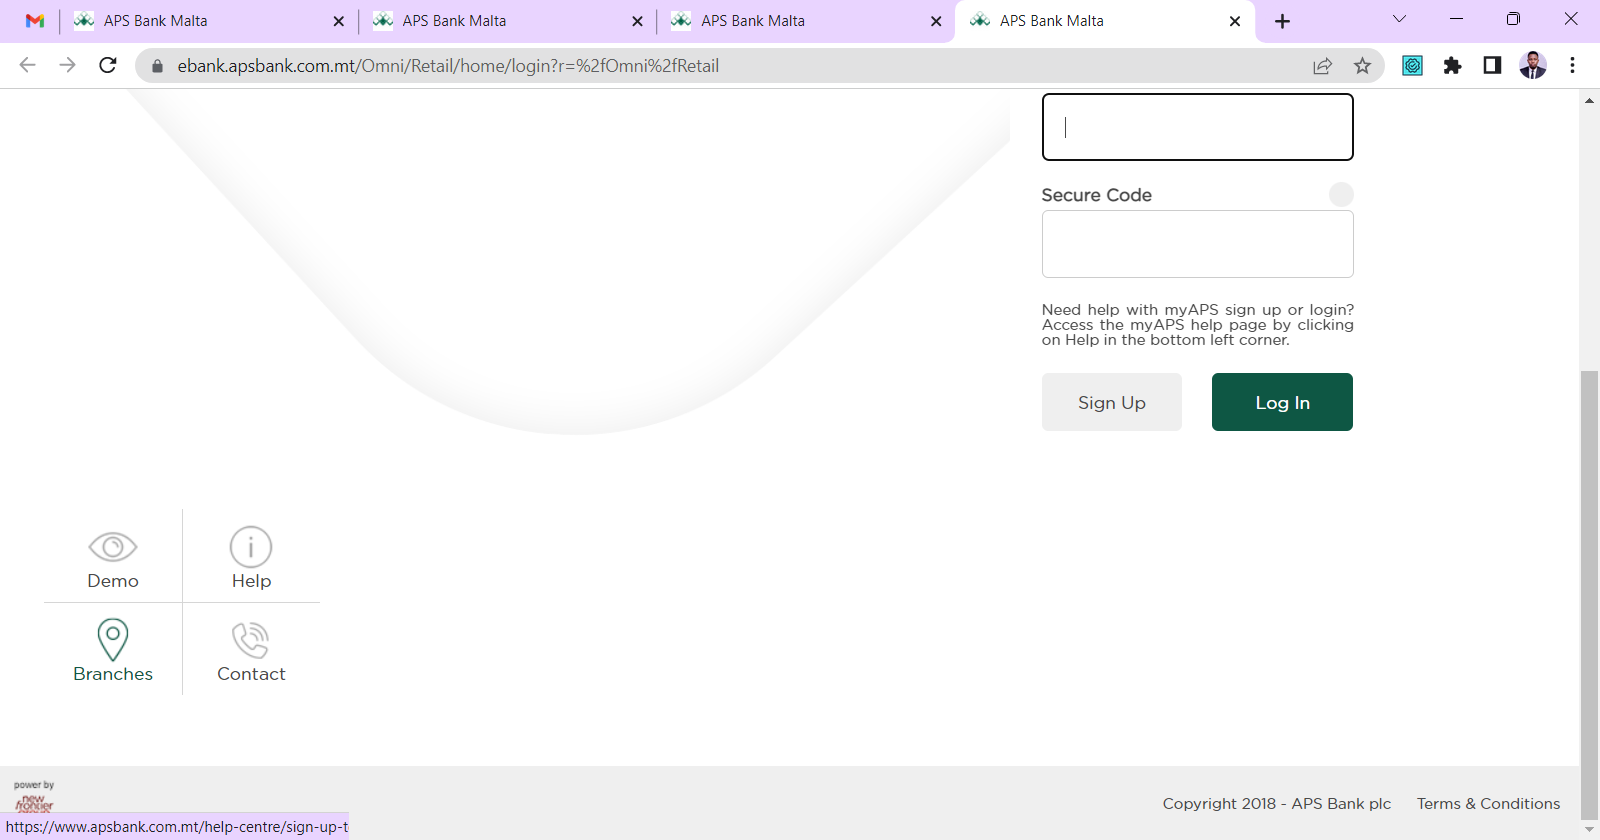 APS Bank Malta
APS Bank Malta
APS Bank Malta
APS Bank Malta
ebank.apsbank.com.mt/Omni/Retail/home/login?r=%2fOmni%2fRetail
Secure Code
Need help with myAPS sign up or login?
Access the myAPS help page by clicking
on Help in the bottom left corner.
Sign Up
Log In
Demo
Help
Branches
Contact
power by
new
frontier
Copyright 2018 - APS Bank plc
Terms & Conditions
https://www.apsbank.com.mt/help-centre/sign-up-t